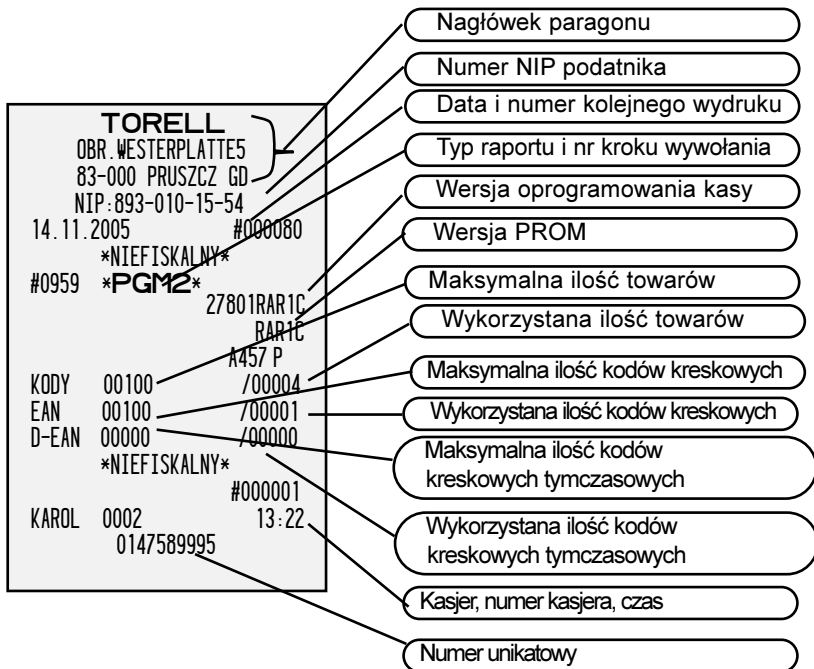 TORELL
OBR.WESTERPLATTE5
83-000 PRUSZCZ GD
NIP:893-010-15-54
14.11.2005 #000080
*NIEFISKALNY*
#0959 *PGM2*
27801RAR1C
RAR1C
A457 P
KODY 00100 /00004
EAN 00100 /00001
D-EAN 00000 /00000
*NIEFISKALNY*
#000001
KAROL 0002 13:22
0147589995
Nagłówek paragonu
Numer NIP podatnika
Data i numer kolejnego wydruku
Typ raportu i nr kroku wywołania
Wersja oprogramowania kasy
Wersja PROM
Maksymalna ilość towarów
Wykorzystana ilość towarów
Maksymalna ilość kodów kreskowych
Wykorzystana ilość kodów kreskowych
Maksymalna ilość kodów
kreskowych tymczasowych
Wykorzystana ilość kodów
kreskowych tymczasowych
Kasjer, numer kasjera, czas
Numer unikatowy